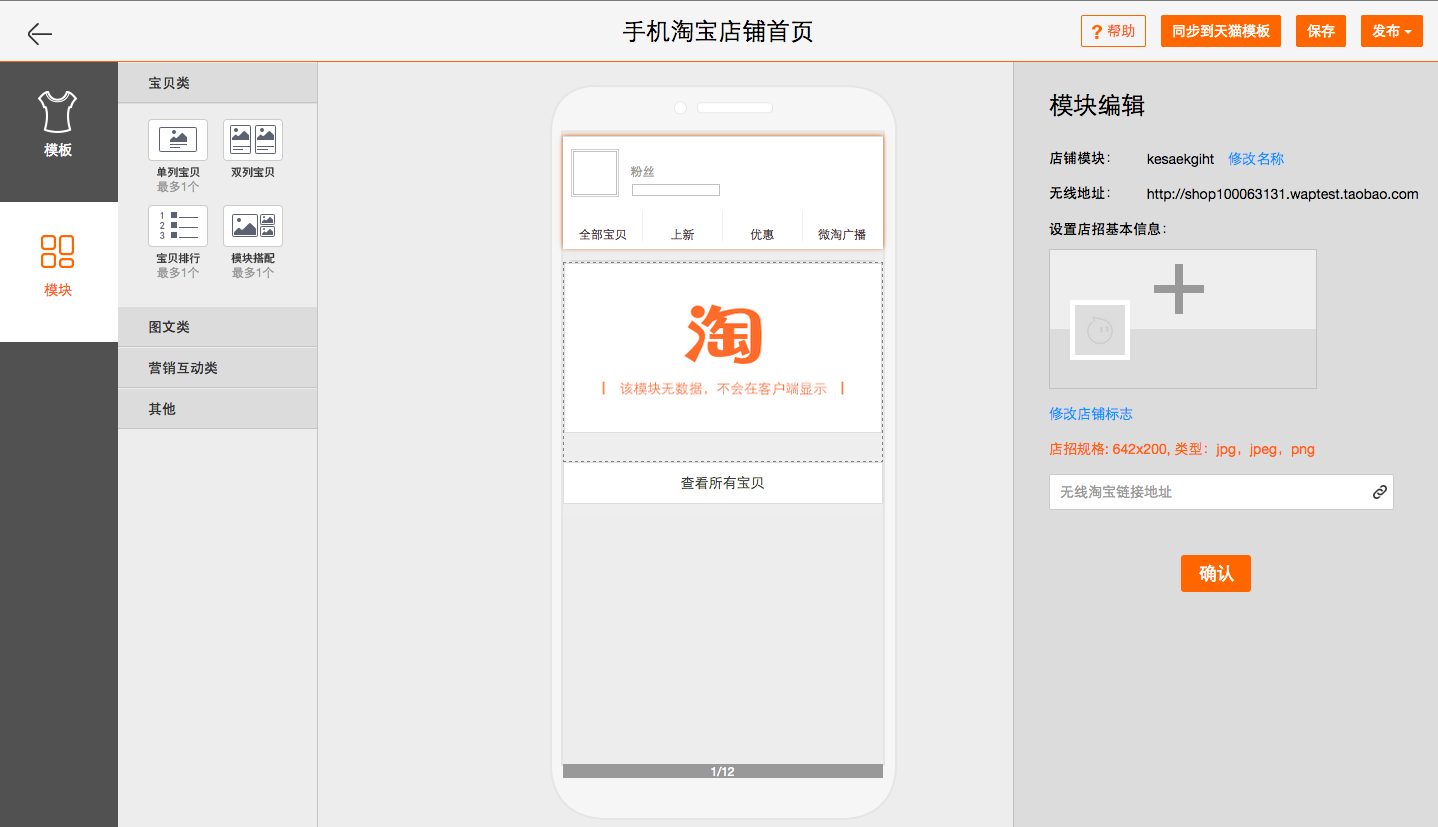 手机淘宝店铺首页
? 帮助
同步到天猫模板
保存
发布
模板
模块
宝贝类
单列宝贝
最多1个
双列宝贝
1
2
3
宝贝排行
最多1个
模块搭配
最多1个
图文类
营销互动类
其他
粉丝
全部宝贝
上新
优惠
微淘广播
淘
该模块无数据，不会在客户端显示
查看所有宝贝
1/12
模块编辑
店铺模块： kesaekgiht 修改名称
无线地址： http://shop100063131.waptest.taobao.com
设置店招基本信息：
修改店铺标志
店招规格: 642x200, 类型：jpg，jpeg，png
无线淘宝链接地址
确认